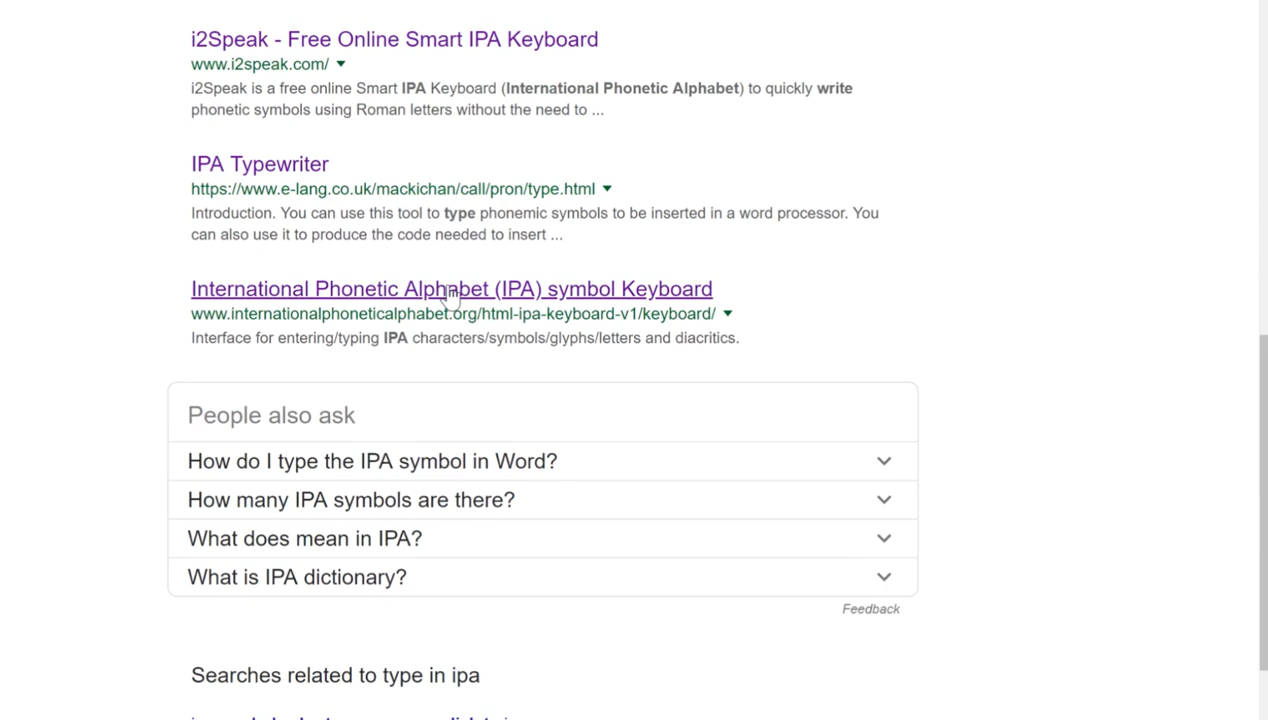 i2Speak - Free Online Smart IPA Keyboard
www.i2speak.com/
i2Speak is a free online Smart IPA Keyboard (International Phonetic Alphabet) to quickly write
phonetic symbols using Roman letters without the need to ...
IPA Typewriter
https://www.e-lang.co.uk/mackichan/call/pron/type.html
Introduction. You can use this tool to type phonemic symbols to be inserted in a word processor. You
can also use it to produce the code needed to insert ...
International Phonetic Alphabet (IPA) symbol Keyboard
www.internationalphoneticalphabet.org/html-ipa-keyboard-v1/keyboard/
Interface for entering/typing IPA characters/symbols/glyphs/letters and diacritics.
People also ask
How do I type the IPA symbol in Word?
How many IPA symbols are there?
What does mean in IPA?
What is IPA dictionary?
Feedback
Searches related to type in ipa